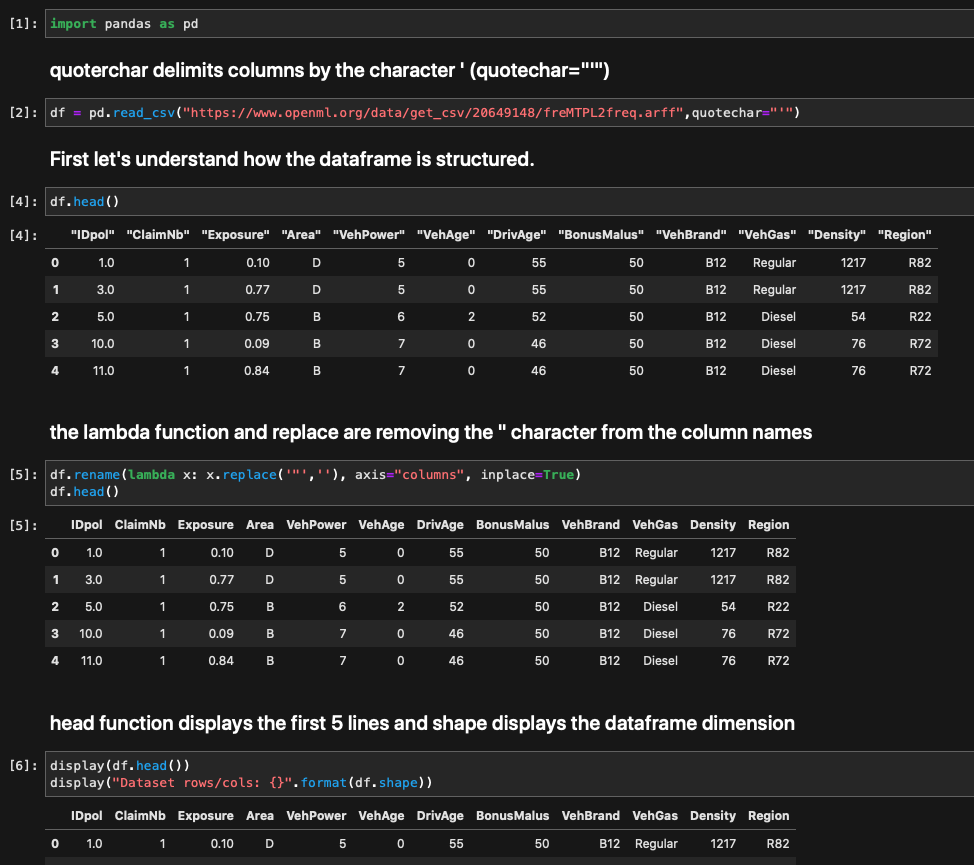 [1]: import pandas as pd
quoterchar delimits columns by the character ' (quotechar="'")
[2]: df = pd.read_csv("https://www.openml.org/data/get_csv/20649148/freMTPL2freq.arff",quotechar="'")
First let's understand how the dataframe is structured.
[4]: df.head()
[4]: "IDpol" "ClaimNb" "Exposure" "Area" "VehPower" "VehAge" "DrivAge" "BonusMalus" "VehBrand" "VehGas" "Density" "Region"
0 1.0 1 0.10 D 5 0 55 50 B12 Regular 1217 R82
1 3.0 1 0.77 D 5 0 55 50 B12 Regular 1217 R82
2 5.0 1 0.75 B 6 2 52 50 B12 Diesel 54 R22
3 10.0 1 0.09 B 7 0 46 50 B12 Diesel 76 R72
4 11.0 1 0.84 B 7 0 46 50 B12 Diesel 76 R72
the lambda function and replace are removing the " character from the column names
[5]: df.rename(lambda x: x.replace('"',''), axis="columns", inplace=True)
df.head()
[5]: IDpol ClaimNb Exposure Area VehPower VehAge DrivAge BonusMalus VehBrand VehGas Density Region
0 1.0 1 0.10 D 5 0 55 50 B12 Regular 1217 R82
1 3.0 1 0.77 D 5 0 55 50 B12 Regular 1217 R82
2 5.0 1 0.75 B 6 2 52 50 B12 Diesel 54 R22
3 10.0 1 0.09 B 7 0 46 50 B12 Diesel 76 R72
4 11.0 1 0.84 B 7 0 46 50 B12 Diesel 76 R72
head function displays the first 5 lines and shape displays the dataframe dimension
[6]: display(df.head())
display("Dataset rows/cols: {}".format(df.shape))
IDpol ClaimNb Exposure Area VehPower VehAge DrivAge BonusMalus VehBrand VehGas Density Region
0 1.0 1 0.10 D 5 0 55 50 B12 Regular 1217 R82